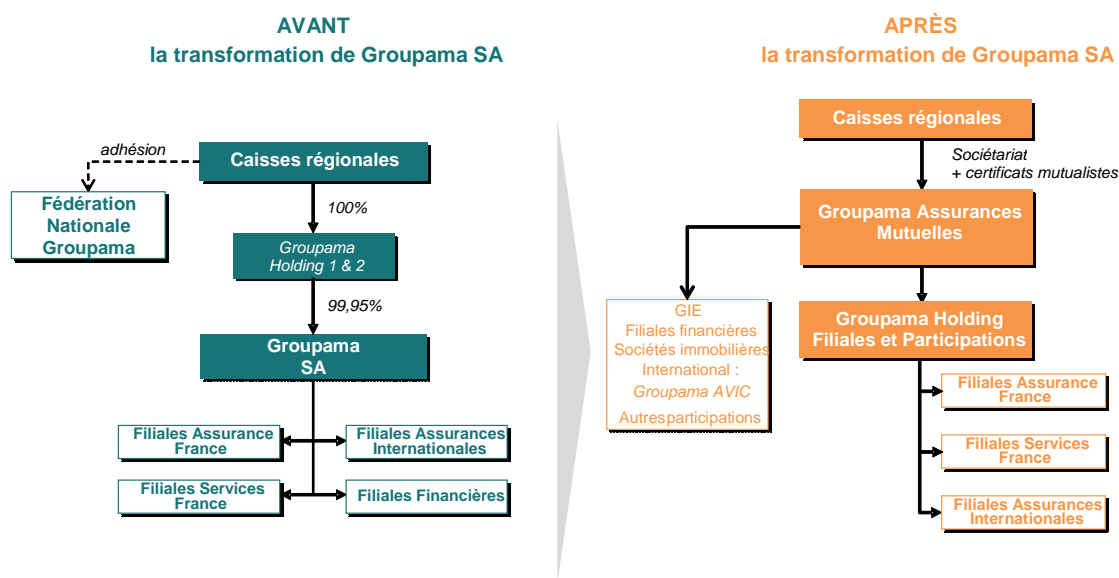 AVANT
la transformation de Groupama SA
adhésion
Caisses régionales
Fédération
Nationale
Groupama
100%
Groupama
Holding 1 & 2
99,95%
Groupama
SA
Filiales Assurance
France
Filiales Assurances
Internationales
Filiales Services
France
Filiales Financières
APRÈS
la transformation de Groupama SA
Caisses régionales
Sociétariat
+ certificats mutualistes
Groupama Assurances
Mutuelles
GIE
Filiales financières
Sociétés immobilières
International :
Groupama AVIC
Autres participations
Groupama Holding
Filiales et Participations
Filiales Assurance
France
Filiales Services
France
Filiales Assurances
Internationales